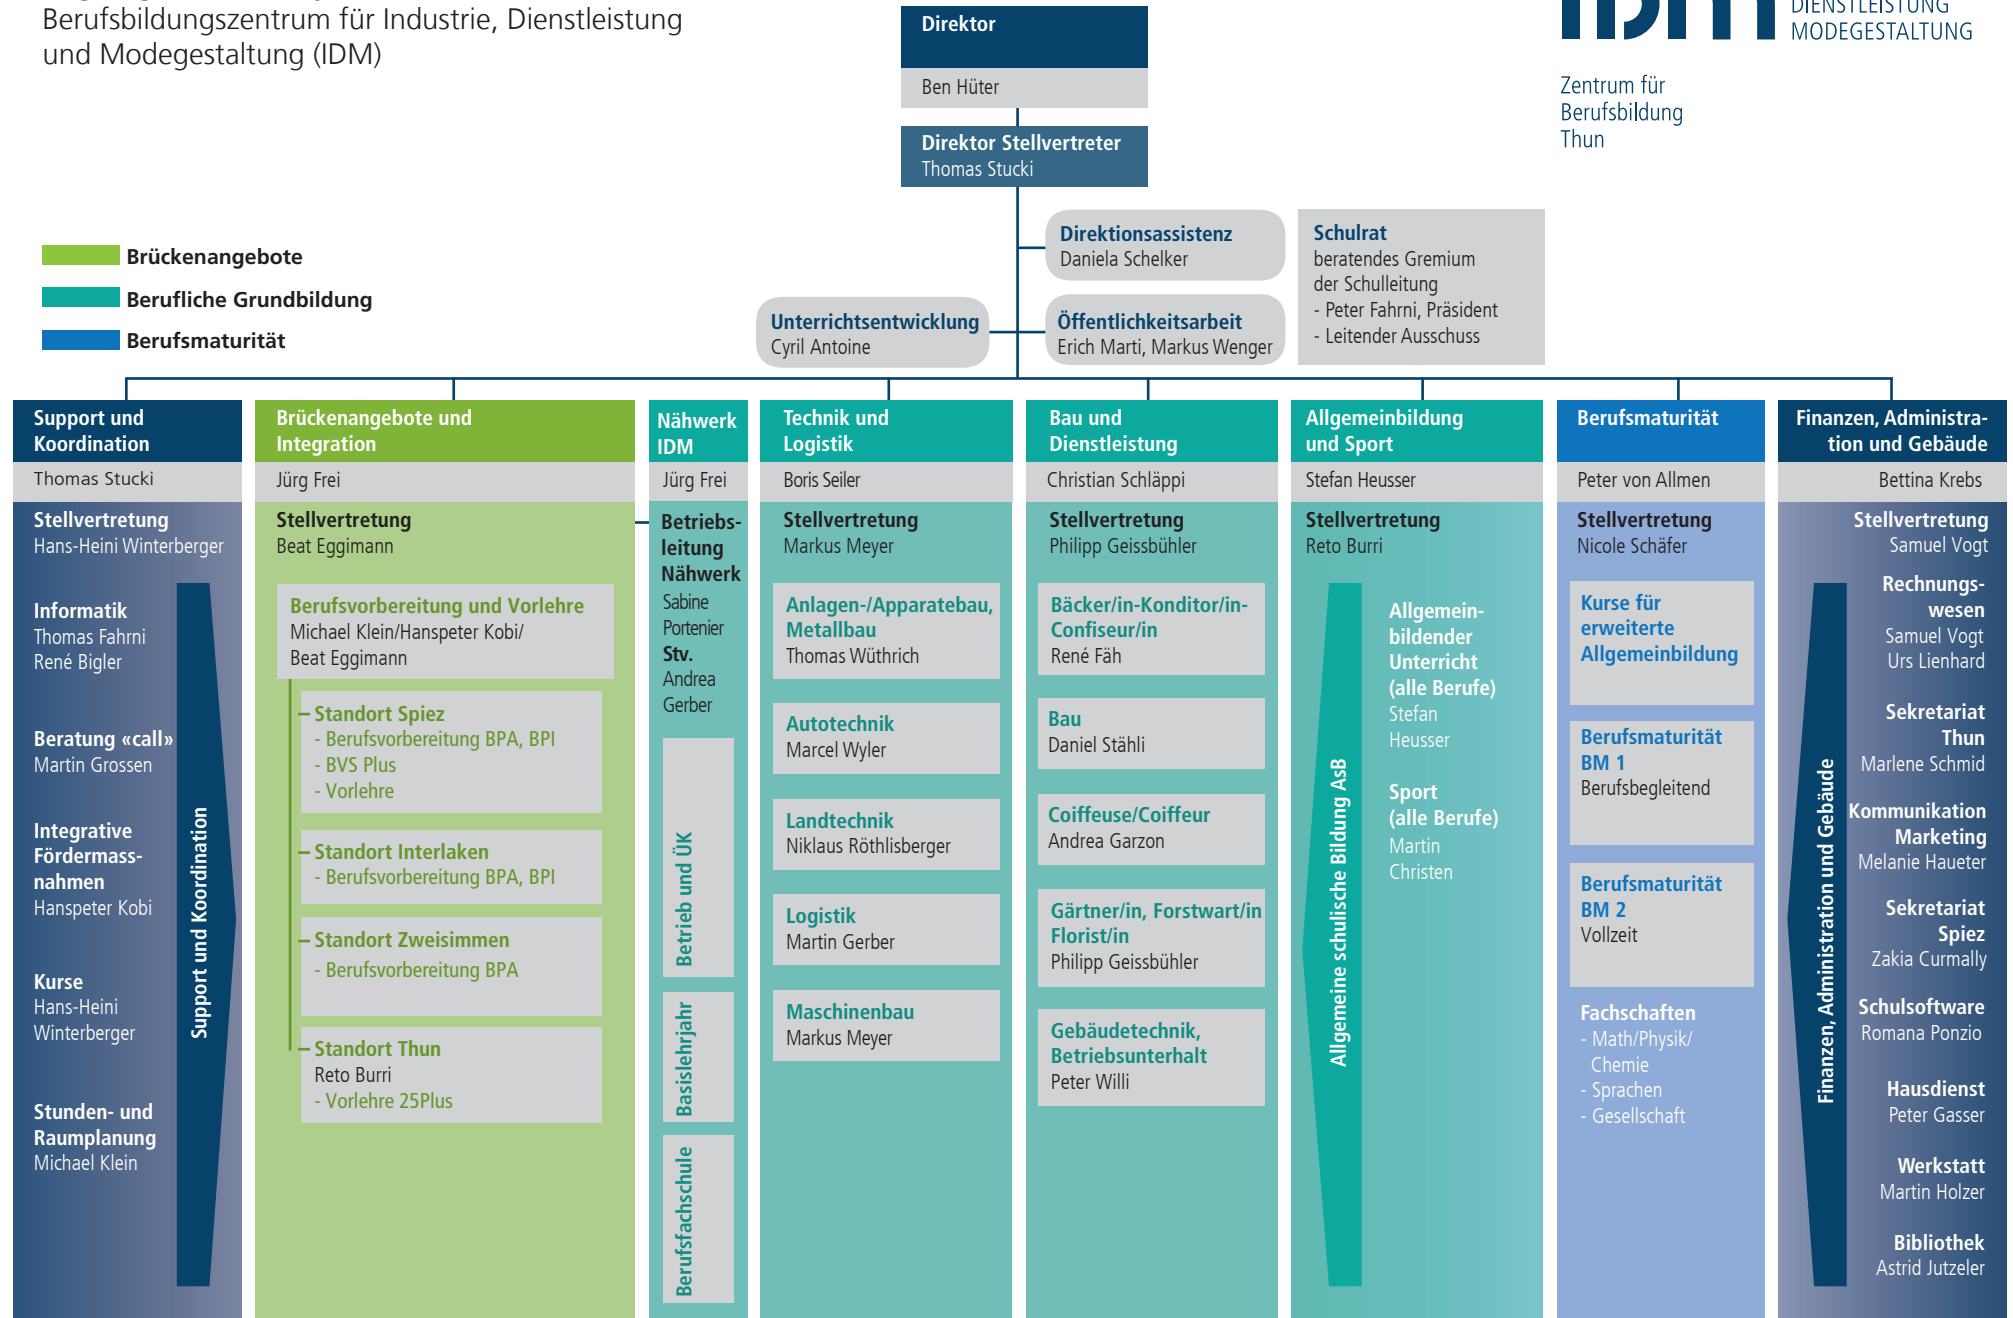 Berufsbildungszentrum für Industrie, Dienstleistung
und Modegestaltung (IDM)
DIENSTLEISTUNG
MODEGESTALTUNG
Zentrum für
Berufsbildung
Thun
Direktor
Ben Hüter
Direktor Stellvertreter
Thomas Stucki
Direktionsassistenz
Daniela Schelker
Schulrat
beratendes Gremium
der Schulleitung
- Peter Fahrni, Präsident
- Leitender Ausschuss
Unterrichtsentwicklung
Cyril Antoine
Öffentlichkeitsarbeit
Erich Marti, Markus Wenger
Brückenangebote
Berufliche Grundbildung
Berufsmaturität
Support und
Koordination
Thomas Stucki
Stellvertretung
Hans-Heini Winterberger
Informatik
Thomas Fahrni
René Bigler
Beratung «call»
Martin Grossen
Integrative
Fördermass-
nahmen
Hanspeter Kobi
Kurse
Hans-Heini
Winterberger
Stunden- und
Raumplanung
Michael Klein
Support und Koordination
Brückenangebote und
Integration
Jürg Frei
Stellvertretung
Beat Eggimann
Berufsvorbereitung und Vorlehre
Michael Klein/Hanspeter Kobi/
Beat Eggimann
Standort Spiez
- Berufsvorbereitung BPA, BPI
- BVS Plus
- Vorlehre
Standort Interlaken
- Berufsvorbereitung BPA, BPI
Standort Zweisimmen
- Berufsvorbereitung BPA
Standort Thun
Reto Burri
- Vorlehre 25Plus
Nähwerk
IDM
Jürg Frei
Betriebs-
leitung
Nähwerk
Sabine
Portenier
Stv.
Andrea
Gerber
Betrieb und ÜK
Basislehrjahr
Berufsfachschule
Technik und
Logistik
Boris Seiler
Stellvertretung
Markus Meyer
Anlagen-/Apparatebau,
Metallbau
Thomas Wüthrich
Autotechnik
Marcel Wyler
Landtechnik
Niklaus Röthlisberger
Logistik
Martin Gerber
Maschinenbau
Markus Meyer
Bau und
Dienstleistung
Christian Schläppi
Stellvertretung
Philipp Geissbühler
Bäcker/in-Konditor/in-
Confiseur/in
René Fäh
Bau
Daniel Stähli
Coiffeuse/Coiffeur
Andrea Garzon
Gärtner/in, Forstwart/in
Florist/in
Philipp Geissbühler
Gebäudetechnik,
Betriebsunterhalt
Peter Willi
Allgemeinbildung
und Sport
Stefan Heusser
Stellvertretung
Reto Burri
Allgemeine schulische Bildung AsB
Allgemein-
bildender
Unterricht
(alle Berufe)
Stefan
Heusser
Sport
(alle Berufe)
Martin
Christen
Berufsmaturität
Peter von Allmen
Stellvertretung
Nicole Schäfer
Kurse für
erweiterte
Allgemeinbildung
Berufsmaturität
BM 1
Berufsbegleitend
Berufsmaturität
BM 2
Vollzeit
Fachschaften
- Math/Physik/
Chemie
- Sprachen
- Gesellschaft
Finanzen, Administra-
tion und Gebäude
Bettina Krebs
Stellvertretung
Samuel Vogt
Finanzen, Administration und Gebäude
Rechnungs-
wesen
Samuel Vogt
Urs Lienhard
Sekretariat
Thun
Marlene Schmid
Kommunikation
Marketing
Melanie Haueter
Sekretariat
Spiez
Zakia Curmally
Schulsoftware
Romana Ponzio
Hausdienst
Peter Gasser
Werkstatt
Martin Holzer
Bibliothek
Astrid Jutzeler